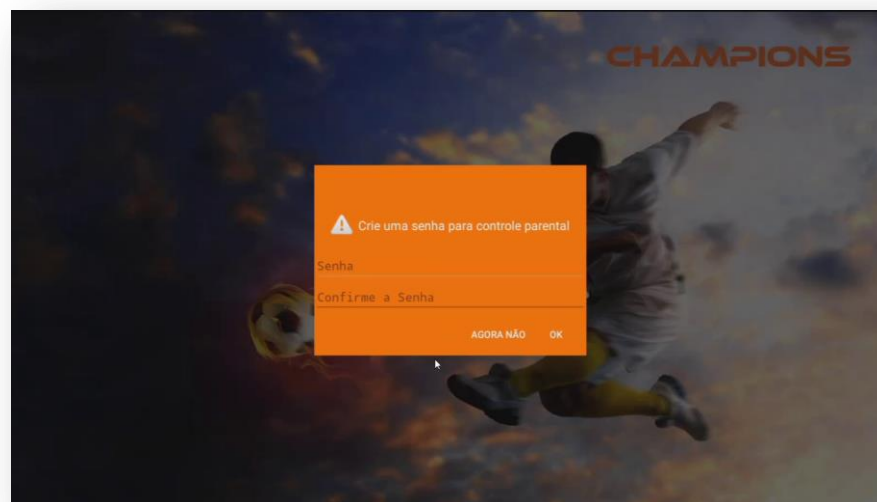 CHAMPIONS
Crie uma senha para controle parental
Senha
Confirme a Senha
AGORA NÃO OK